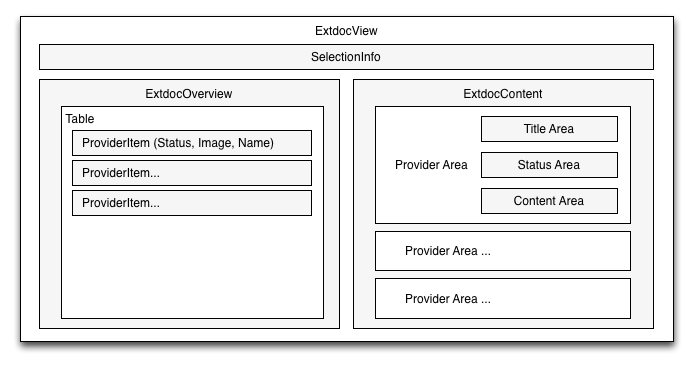 ExtdocView
SelectionInfo
ExtdocOverview
Table
ProviderItem (Status, Image, Name)
ProviderItem...
ProviderItem...
ExtdocContent
Provider Area
Title Area
Status Area
Content Area
Provider Area ...
Provider Area ...